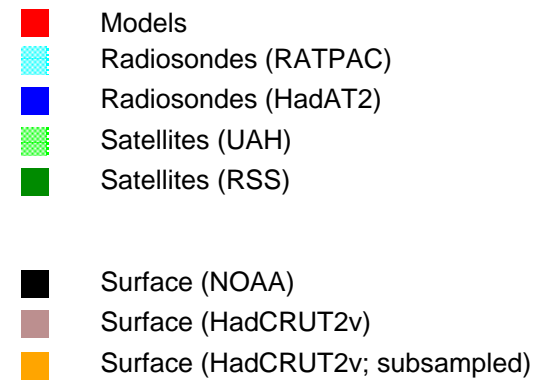 Models
Radiosondes (RATPAC)
Radiosondes (HadAT2)
Satellites (UAH)
Satellites (RSS)
Surface (NOAA)
Surface (HadCRUT2v)
Surface (HadCRUT2v; subsampled)